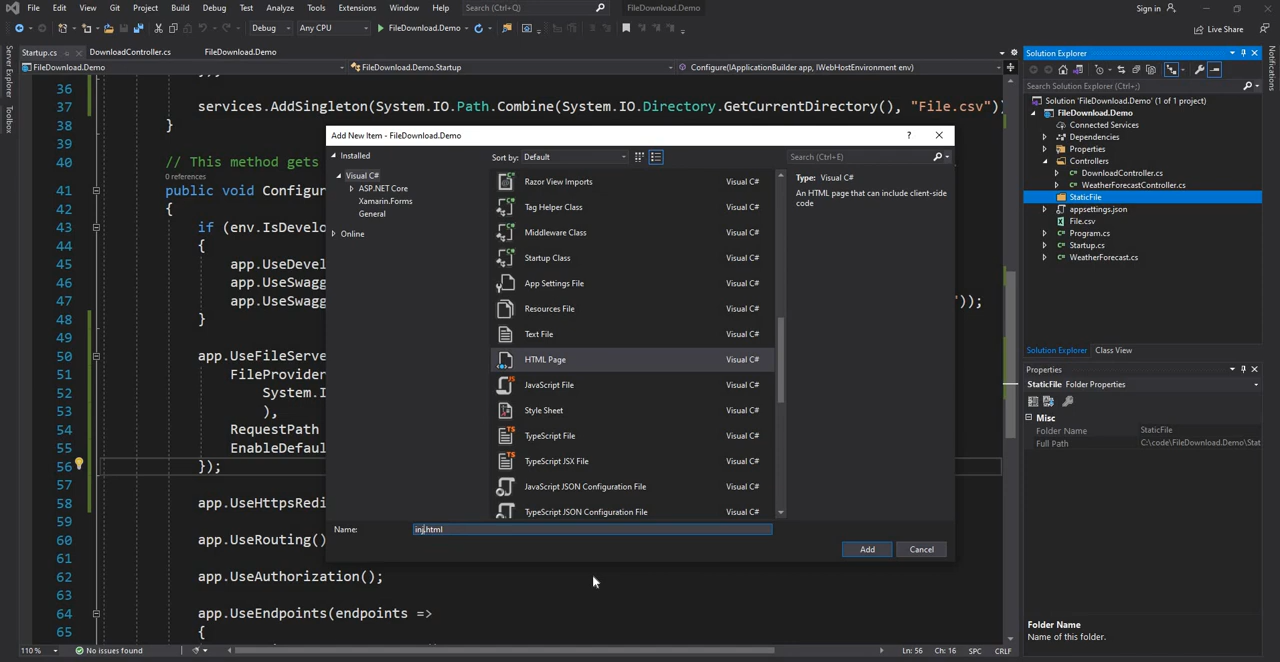 File Edit View Git Project Build Debug Test Analyze Tools Extensions Window Help Search (Ctrl+Q) FileDownload.Demo Sign in
Debug Any CPU FileDownload.Demo Live Share
Server Explorer
Toolbox
Startup.cs DownloadController.cs FileDownload.Demo
FileDownload.Demo FileDownload.Demo.Startup Configure(IApplicationBuilder app, IWebHostEnvironment env)
36
37 services.AddSingleton(System.IO.Path.Combine(System.IO.Directory.GetCurrentDirectory(), "File.csv"))
38 }
39
40 // This method gets
0 references
41 public void Configu
42 {
43 if (env.IsDevelo
44 {
45 app.UseDevel
46 app.UseSwagg
47 app.UseSwagg "));
48 }
49
50 app.UseFileServe
51 FileProvider
52 System.I
53 ),
54 RequestPath
55 EnableDefau
56 });
57
58 app.UseHttpsRedi
59
60 app.UseRouting()
61
62 app.UseAuthorization();
63
64 app.UseEndpoints(endpoints =>
65 {
Add New Item - FileDownload.Demo
Installed
Visual C#
ASP.NET Core
Xamarin.Forms
General
Online
Sort by: Default
Search (Ctrl+E)
Razor View Imports Visual C#
Tag Helper Class Visual C#
Middleware Class Visual C#
Startup Class Visual C#
App Settings File Visual C#
Resources File Visual C#
Text File Visual C#
HTML Page Visual C#
JavaScript File Visual C#
Style Sheet Visual C#
TypeScript File Visual C#
TypeScript JSX File Visual C#
JavaScript JSON Configuration File Visual C#
TypeScript JSON Configuration File Visual C#
Type: Visual C#
An HTML page that can include client-side
code
Name: .html
Add Cancel
Solution Explorer
Search Solution Explorer (Ctrl+;)
Solution 'FileDownload.Demo' (1 of 1 project)
FileDownload.Demo
Connected Services
Dependencies
Properties
Controllers
DownloadController.cs
WeatherForecastController.cs
StaticFile
appsettings.json
File.csv
Program.cs
Startup.cs
WeatherForecast.cs
Solution Explorer Class View
Properties
StaticFile Folder Properties
Misc
Folder Name StaticFile
Full Path C:\code\FileDownload.Demo\Stat
Folder Name
Name of this folder.
Notifications
110 % No issues found Ln: 56 Ch: 16 SPC CRLF